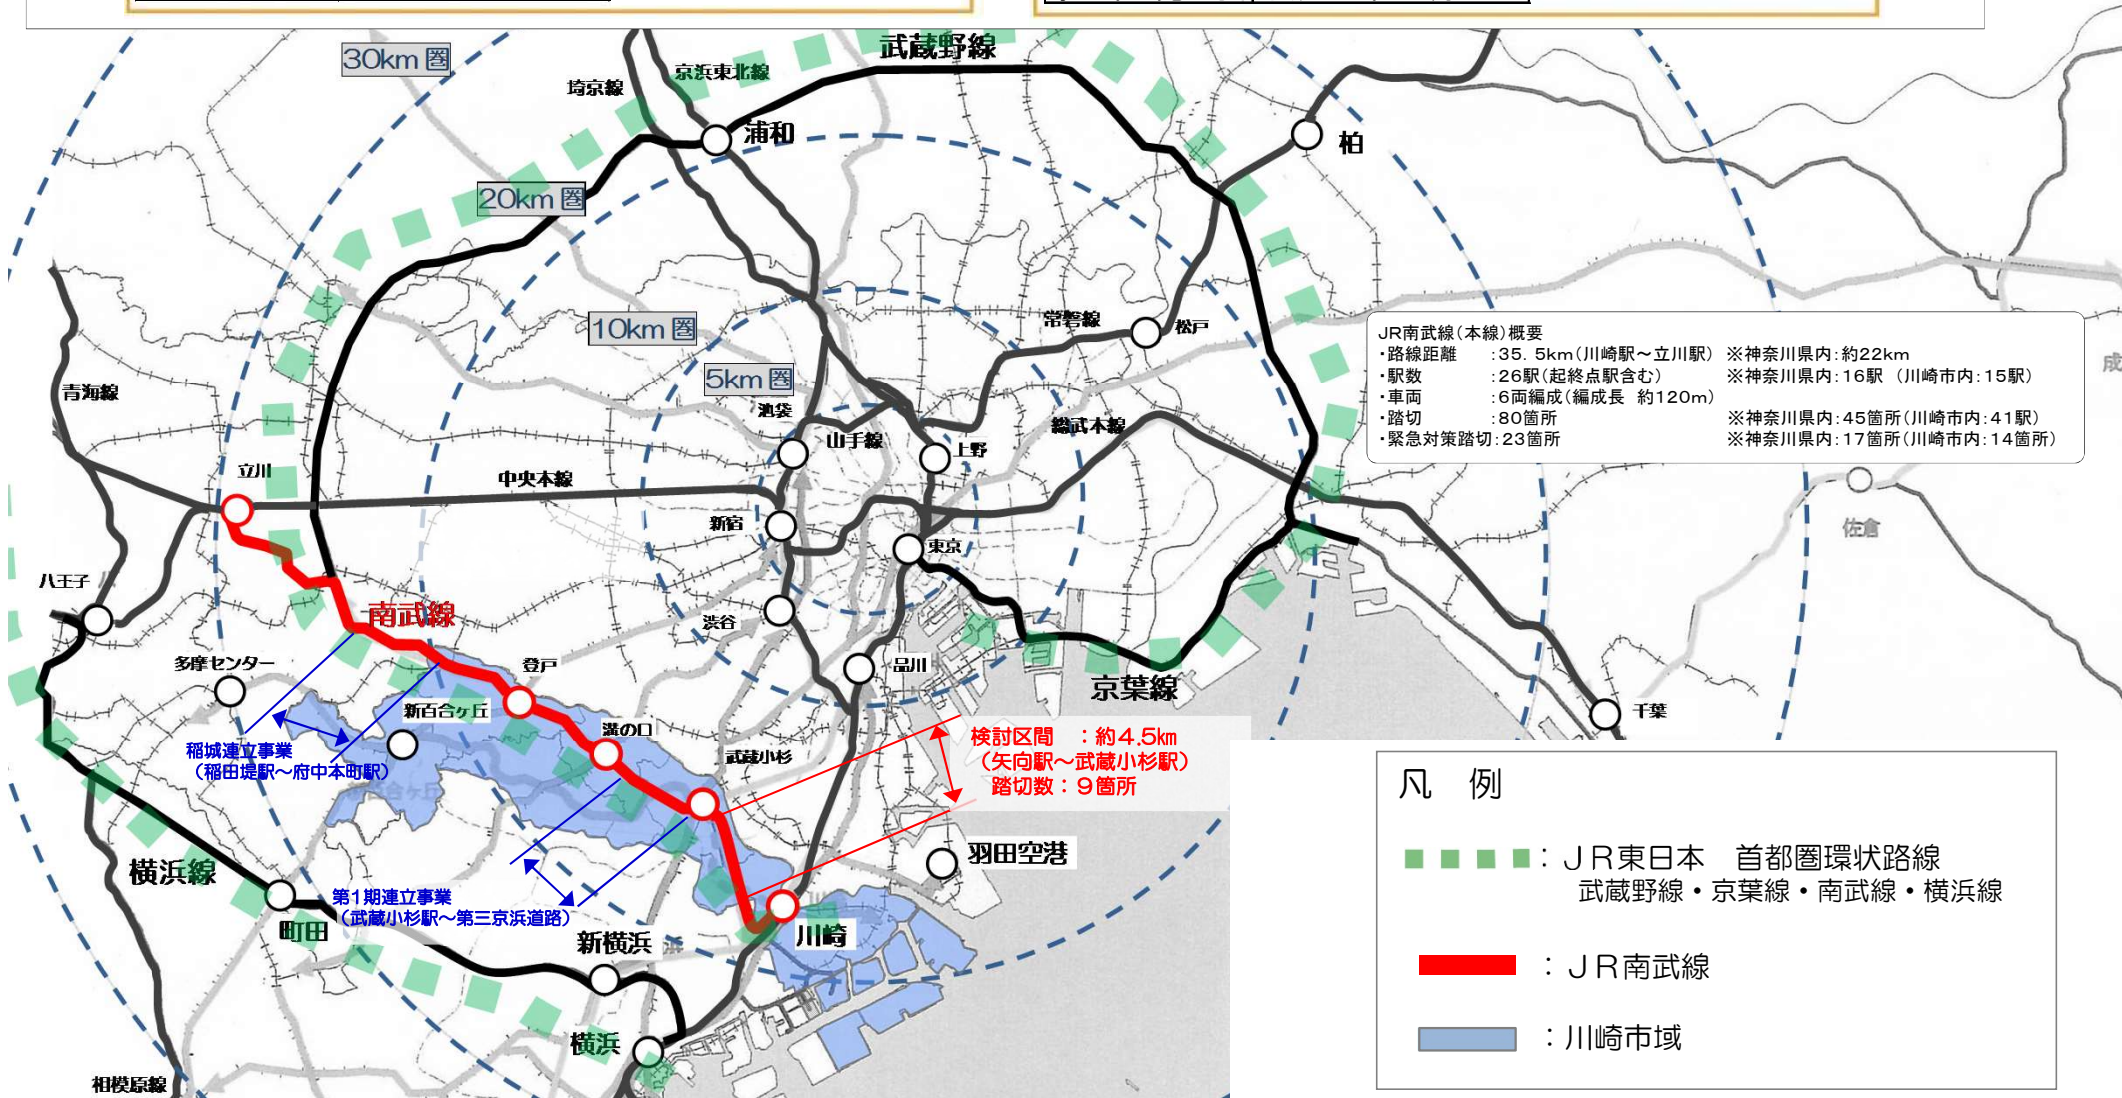 30km圏
武蔵野線
京浜東北線
埼京線
浦和
柏
20km圏
10km圏
常磐線
松戸
JR南武線(本線)概要
・路線距離 :35.5km(川崎駅~立川駅) ※神奈川県内:約22km
・駅数 :26駅(起終点駅含む) ※神奈川県内:16駅 (川崎市内:15駅)
・車両 :6両編成(編成長 約120m)
・踏切 :80箇所 ※神奈川県内:45箇所(川崎市内:41駅)
・緊急対策踏切:23箇所 ※神奈川県内:17箇所(川崎市内:14箇所)
成
青海線
5km圏
池袋
山手線
総武本線
上野
立川
中央本線
新宿
東京
佐倉
八王子
南武線
渋谷
多摩センター
登戸
品川
京葉線
新百合ヶ丘
溝の口
千葉
稲城連立事業
(稲田堤駅~府中本町駅)
武蔵小杉
検討区間 :約4.5km
(矢向駅~武蔵小杉駅)
踏切数:9箇所
羽田空港
横浜線
第1期連立事業
(武蔵小杉駅~第三京浜道路)
町田
川崎
新横浜
横浜
相模原線
凡 例
:JR東日本 首都圏環状路線
武蔵野線・京葉線・南武線・横浜線
:JR南武線
:川崎市域